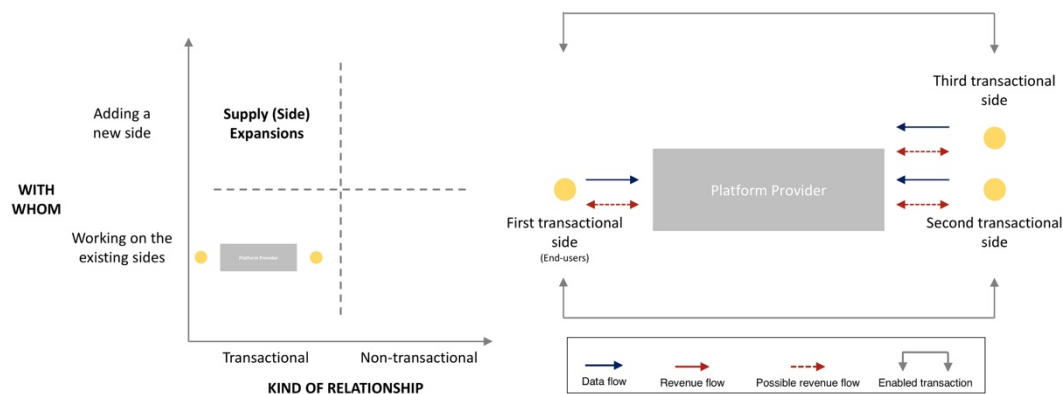 Adding a
new side
Supply (Side)
Expansions
WITH
WHOM
Working on the
existing sides
Platform Provider
Transactional
Non-transactional
KIND OF RELATIONSHIP
Third transactional
side
Platform Provider
First transactional
side
(End-users)
Second transactional
side
Data flow
Revenue flow
Possible revenue flow
Enabled transaction